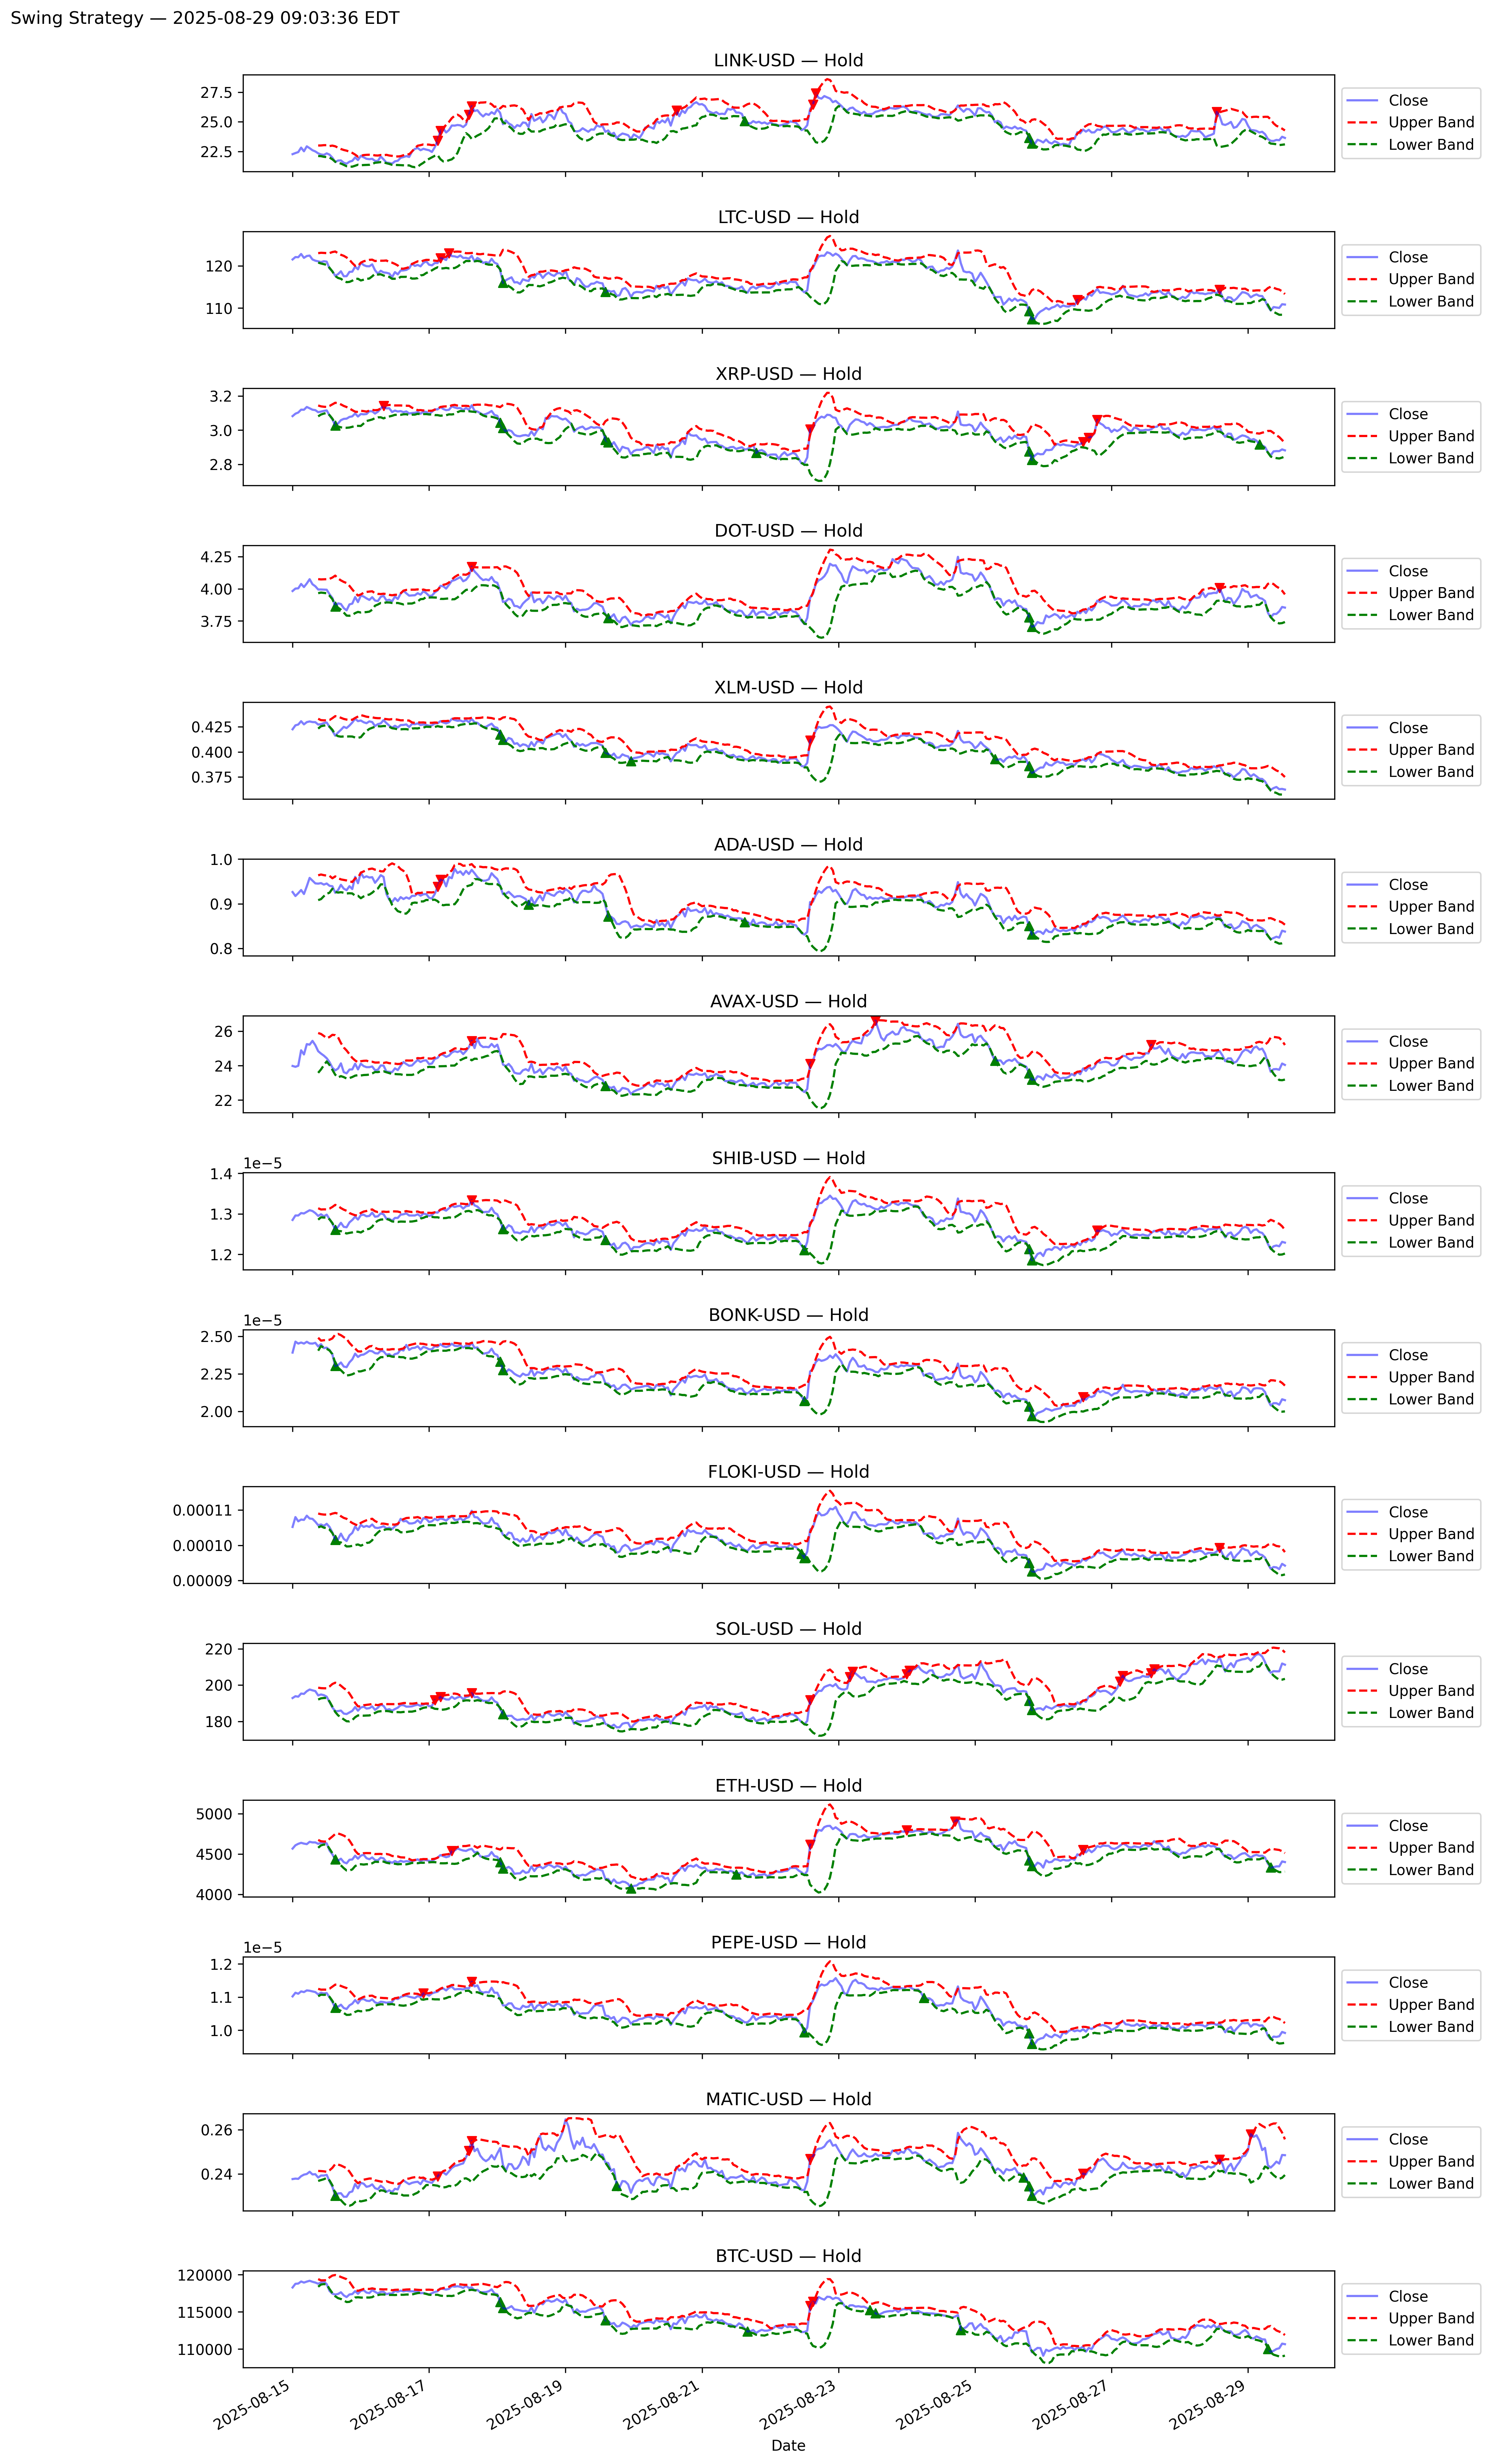 Swing Strategy — 2025-08-29 09:03:36 EDT
LINK-USD — Hold
27.5
25.0
22.5
Close
Upper Band
Lower Band
LTC-USD — Hold
120
110
Close
Upper Band
Lower Band
XRP-USD — Hold
3.2
3.0
2.8
Close
Upper Band
Lower Band
DOT-USD — Hold
4.25
4.00
3.75
Close
Upper Band
Lower Band
XLM-USD — Hold
0.425
0.400
0.375
Close
Upper Band
Lower Band
ADA-USD — Hold
1.0
0.9
0.8
Close
Upper Band
Lower Band
AVAX-USD — Hold
26
24
22
Close
Upper Band
Lower Band
SHIB-USD — Hold
1e−5
1.4
1.3
1.2
Close
Upper Band
Lower Band
BONK-USD — Hold
1e−5
2.50
2.25
2.00
Close
Upper Band
Lower Band
FLOKI-USD — Hold
0.00011
0.00010
0.00009
Close
Upper Band
Lower Band
SOL-USD — Hold
220
200
180
Close
Upper Band
Lower Band
ETH-USD — Hold
5000
4500
4000
Close
Upper Band
Lower Band
PEPE-USD — Hold
1e−5
1.2
1.1
1.0
Close
Upper Band
Lower Band
MATIC-USD — Hold
0.26
0.24
Close
Upper Band
Lower Band
BTC-USD — Hold
120000
115000
110000
Close
Upper Band
Lower Band
2025-08-15
2025-08-17
2025-08-19
2025-08-21
2025-08-23
2025-08-25
2025-08-27
2025-08-29
Date